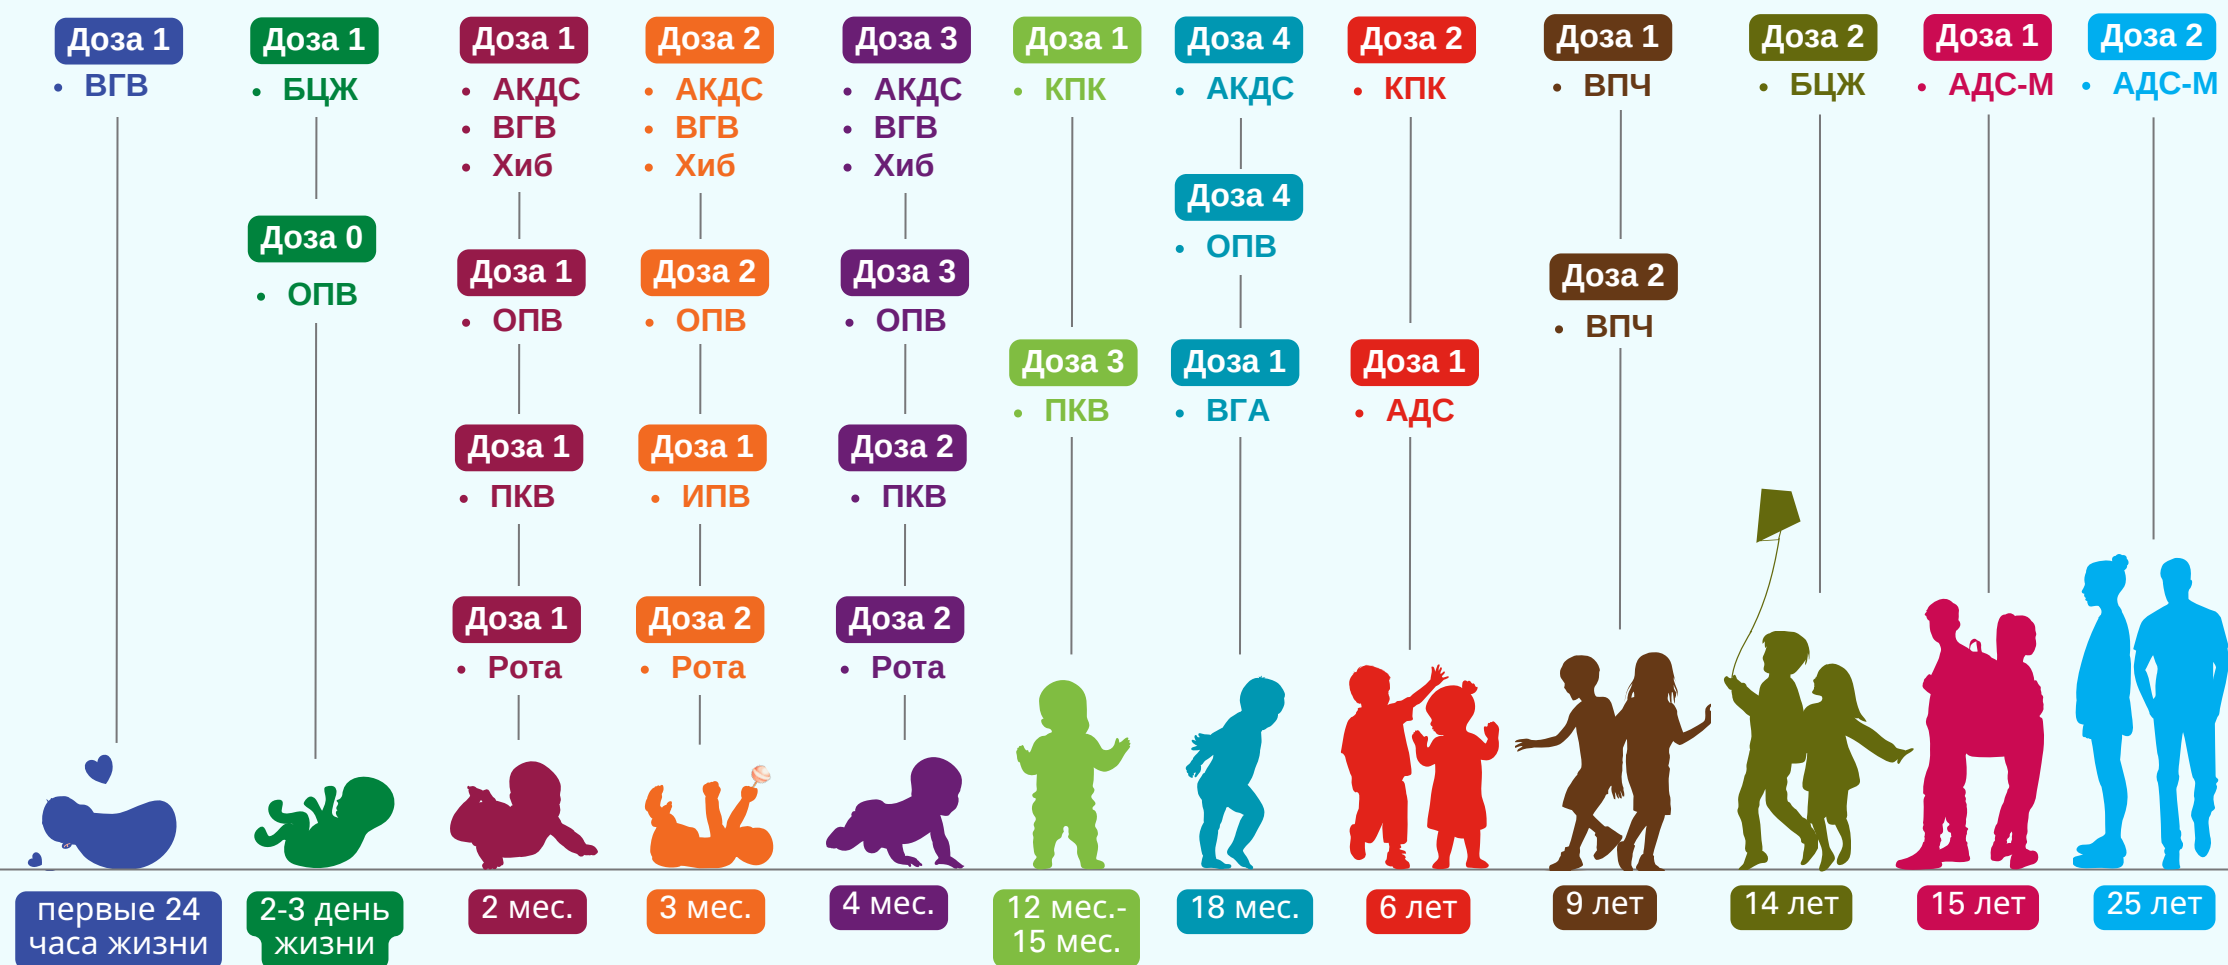 Доза 1
• ВГВ
первые 24
часа жизни
Доза 1
• БЦЖ
Доза 0
• ОПВ
2-3 день
жизни
Доза 1
• АКДС
• ВГВ
• Хиб
Доза 1
• ОПВ
Доза 1
• ПКВ
Доза 1
• Рота
2 мес.
Доза 2
• АКДС
• ВГВ
• Хиб
Доза 2
• ОПВ
Доза 1
• ИПВ
Доза 2
• Рота
3 мес.
Доза 3
• АКДС
• ВГВ
• Хиб
Доза 3
• ОПВ
Доза 2
• ПКВ
Доза 2
• Рота
4 мес.
Доза 1
• КПК
Доза 3
• ПКВ
12 мес.-
15 мес.
Доза 4
• АКДС
Доза 4
• ОПВ
Доза 1
• ВГА
18 мес.
Доза 2
• КПК
Доза 1
• АДС
6 лет
Доза 1
• ВПЧ
Доза 2
• ВПЧ
9 лет
Доза 2
• БЦЖ
14 лет
Доза 1
• АДС-М
15 лет
Доза 2
• АДС-М
25 лет